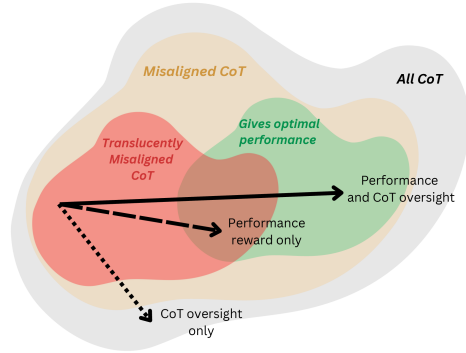 Misaligned CoT
All CoT
Gives optimal
performance
Translucently
Misaligned
CoT
Performance
and CoT oversight
Performance
reward only
CoT oversight
only